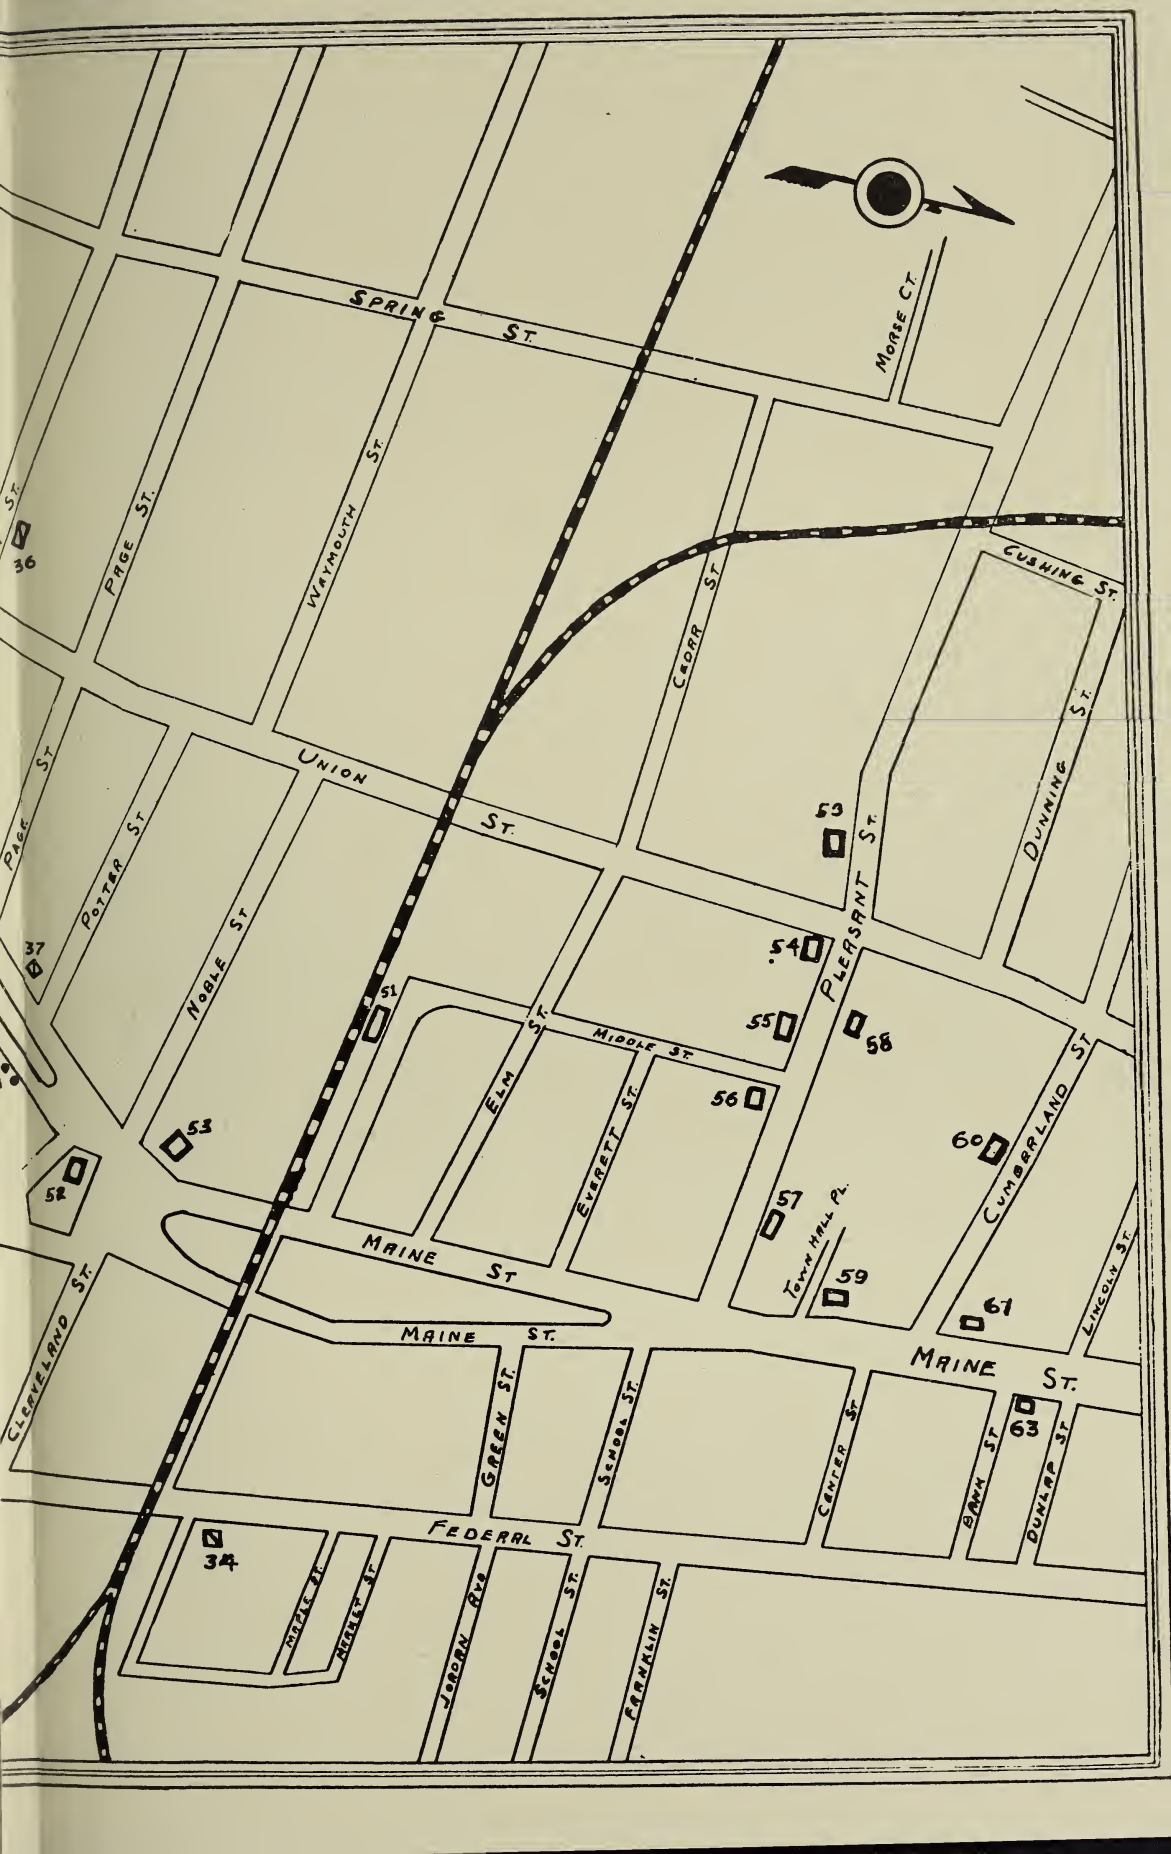 SPRING ST.
MORSE CT.
ST.
36
PAGE ST.
WAYMOUTH ST.
CEDAR ST
CUSHING ST.
DUNNING ST.
UNION ST.
PAGE ST
POTTER ST
NOBLE ST
37
53
PLEASANT ST.
54
51
55
58
MIDDLE ST.
ELM ST.
EVERETT ST.
56
53
52
60
CUMBERLAND ST
57
TOWN HALL PL.
59
61
LINCOLN ST.
CLEAVELAND ST.
MAINE ST
MAINE ST.
MAINE ST.
63
GREEN ST.
SCHOOL ST.
CENTER ST
BANK ST
DUNLAP ST
FEDERAL ST.
34
MAPLE ST.
MARKET ST
JORDAN AVE
SCHOOL ST.
FRANKLIN ST.